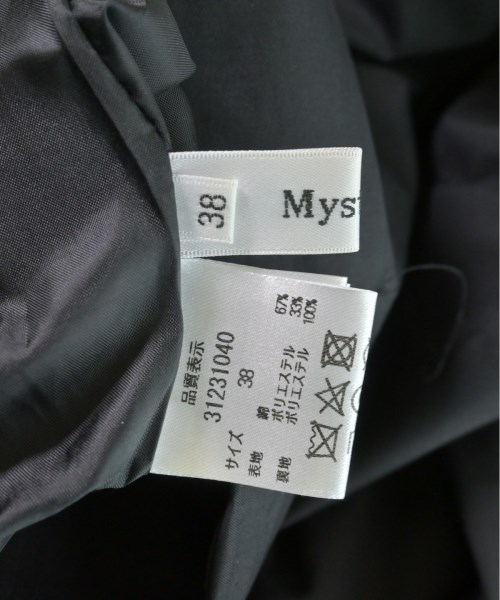 38
Myst
品質表示
31231040
サイズ 38
表地 綿 67%
ポリエステル 33%
裏地 ポリエステル 100%